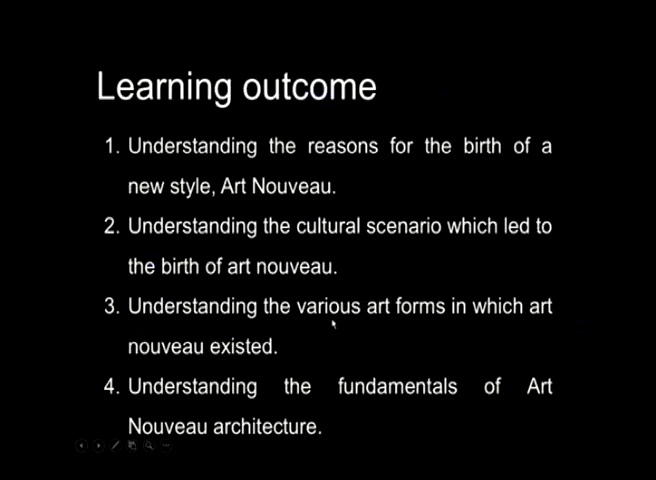 Learning outcome
1. Understanding the reasons for the birth of a
new style, Art Nouveau.
2. Understanding the cultural scenario which led to
the birth of art nouveau.
3. Understanding the various art forms in which art
nouveau existed.
4. Understanding the fundamentals of Art
Nouveau architecture.